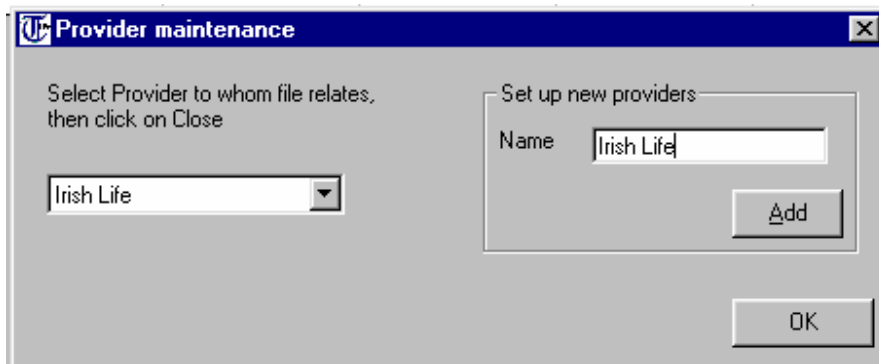 Provider maintenance
Select Provider to whom file relates,
then click on Close
Irish Life
Set up new providers
Name
Irish Life
Add
OK